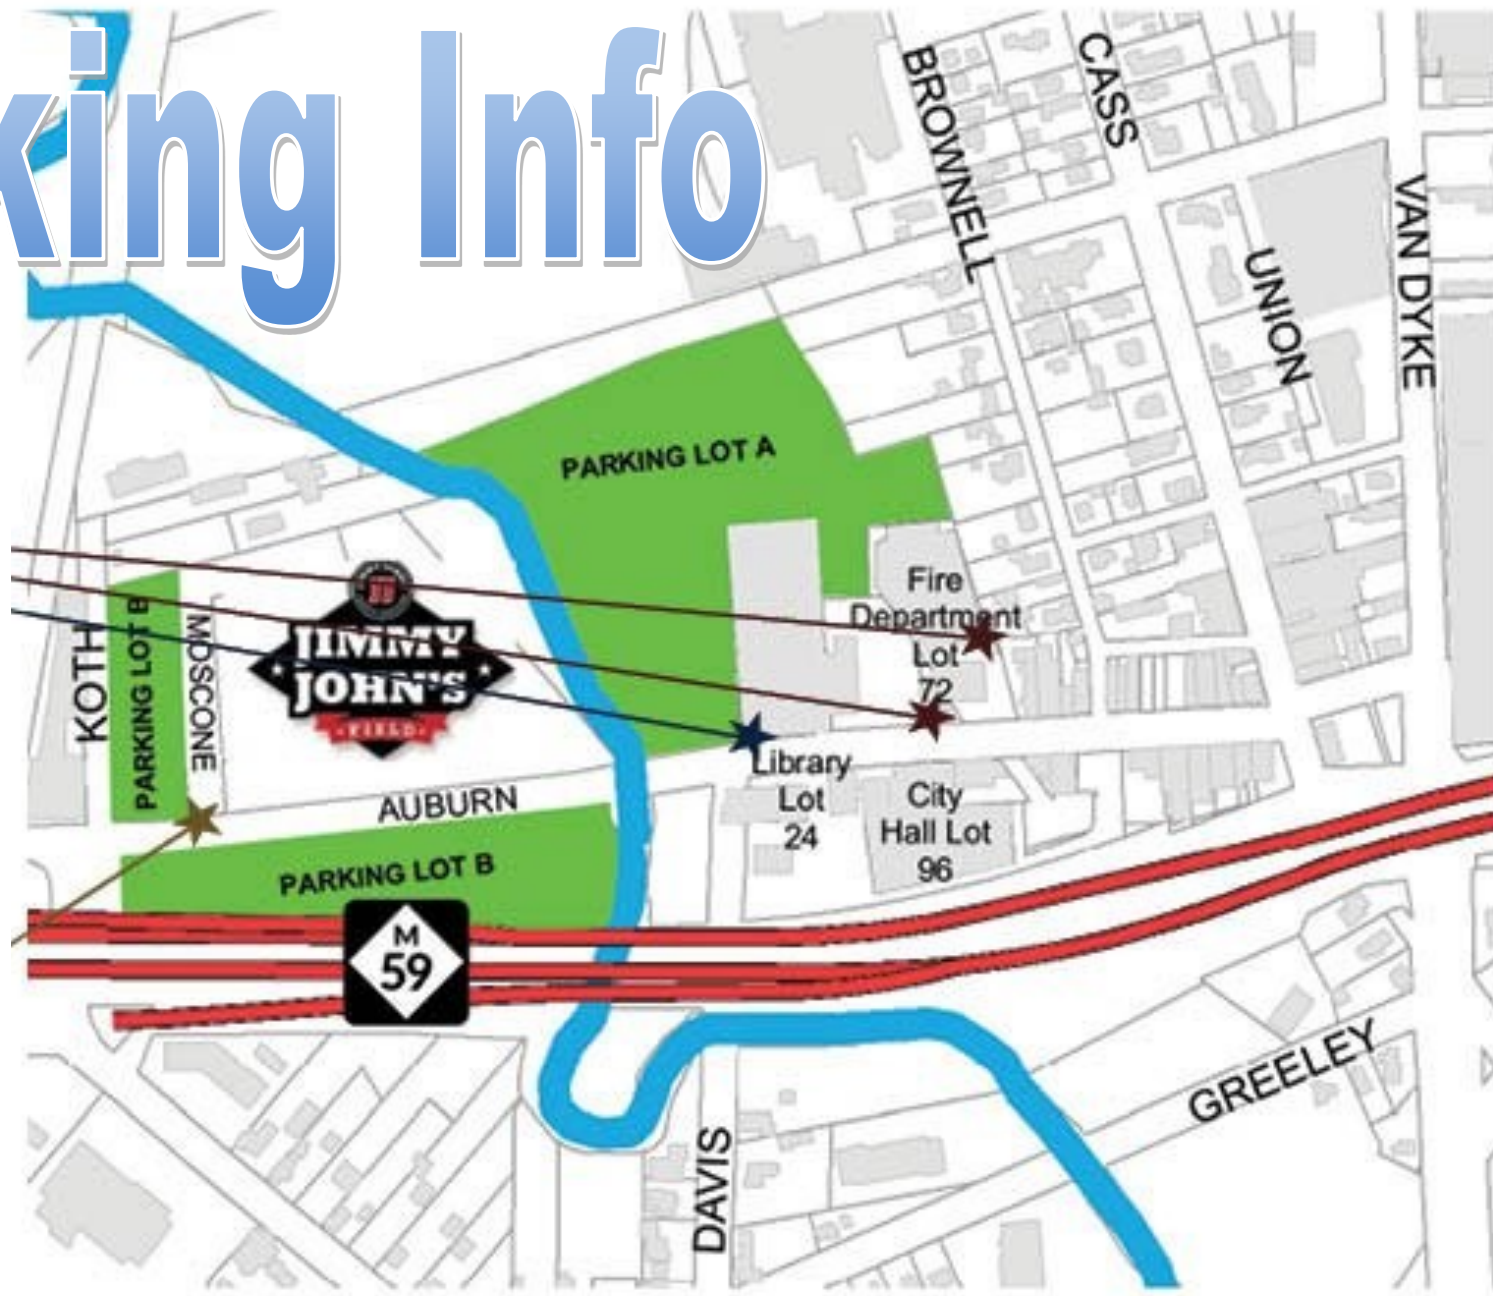 king Info
BROWNELL
CASS
VAN DYKE
UNION
PARKING LOT A
Fire
Department
Lot
72
KOTH
PARKING LOT B
MOSCONE
JJ
JIMMY
JOHN'S
FIELD
Library
Lot
24
City
Hall Lot
96
AUBURN
PARKING LOT B
M
59
GREELEY
DAVIS